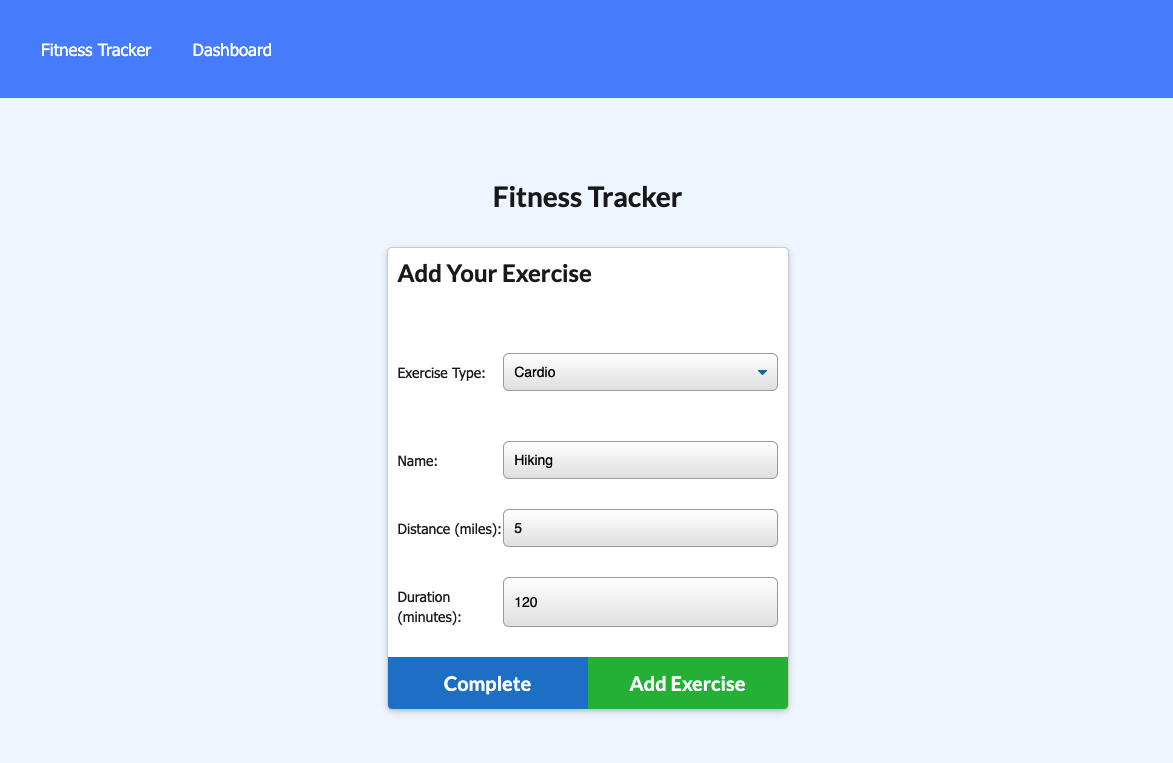 Fitness Tracker Dashboard
Fitness Tracker
Add Your Exercise
Exercise Type: Cardio
Name: Hiking
Distance (miles): 5
Duration
(minutes): 120
Complete Add Exercise